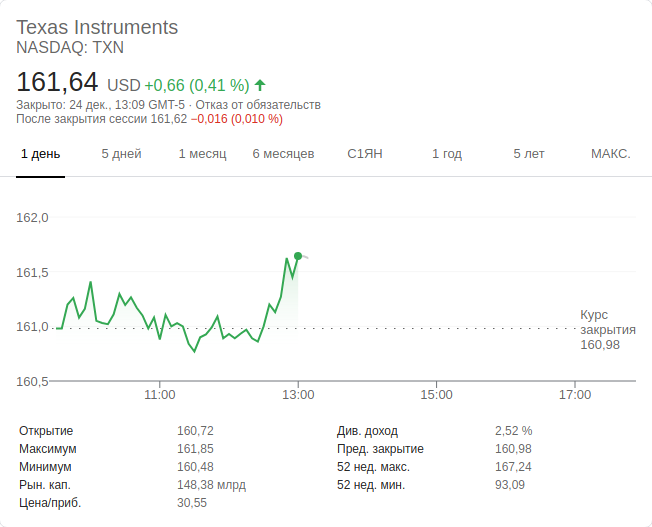 Texas Instruments
NASDAQ: TXN
161,64 USD +0,66 (0,41 %)
Закрыто: 24 дек., 13:09 GMT-5 · Отказ от обязательств
После закрытия сессии 161,62 −0,016 (0,010 %)
1 день 5 дней 1 месяц 6 месяцев С1ЯН 1 год 5 лет МАКС.
162,0
161,5
161,0
Курс
закрытия
160,98
160,5
11:00 13:00 15:00 17:00
Открытие 160,72 Див. доход 2,52 %
Максимум 161,85 Пред. закрытие 160,98
Минимум 160,48 52 нед. макс. 167,24
Рын. кап. 148,38 млрд 52 нед. мин. 93,09
Цена/приб. 30,55